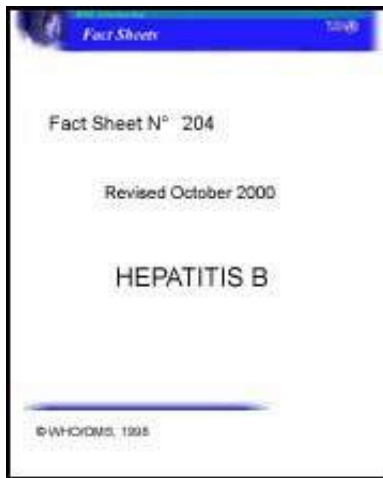 Fact Sheets
Fact Sheet N° 204
Revised October 2000
HEPATITIS B
© WHO/OMS, 1998